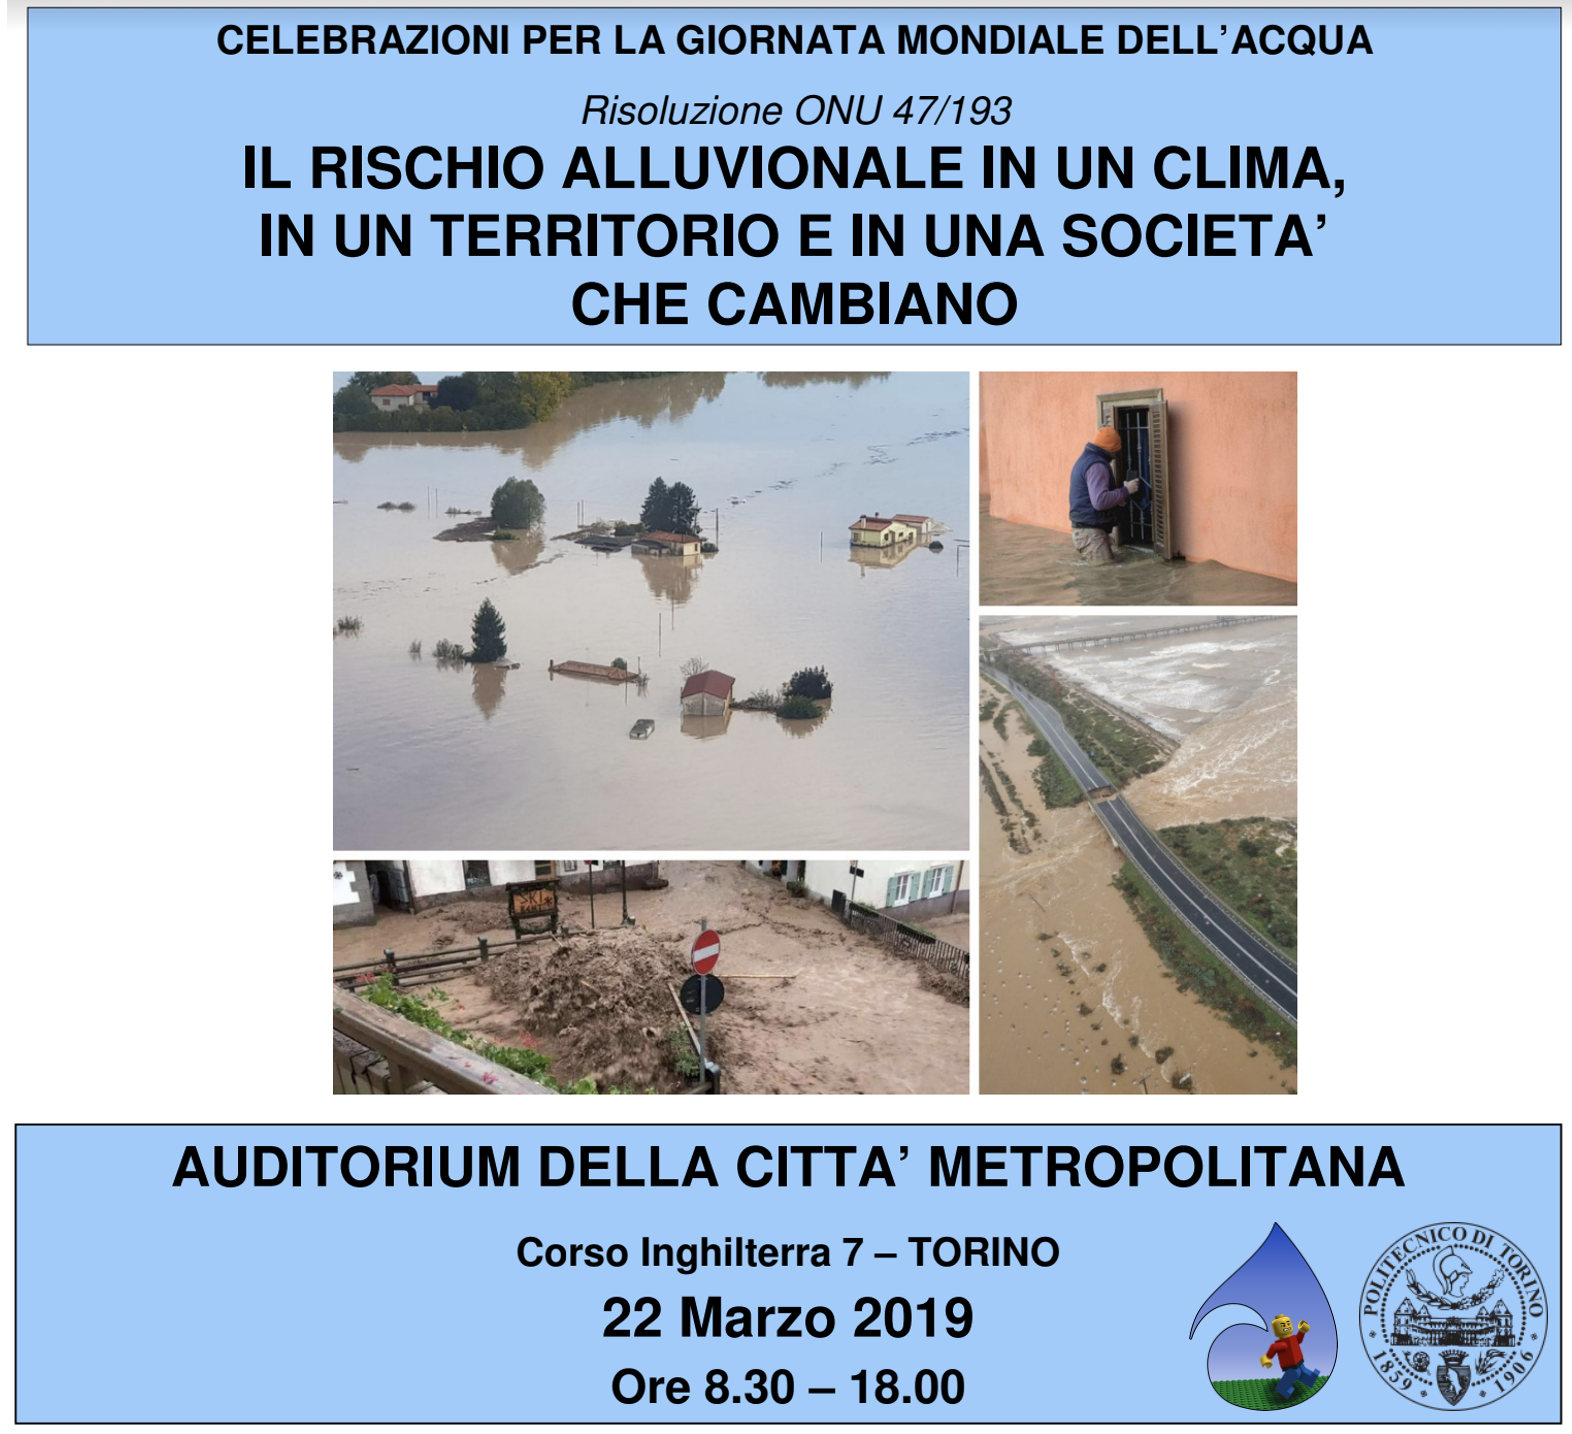 CELEBRAZIONI PER LA GIORNATA MONDIALE DELL’ACQUA
Risoluzione ONU 47/193
IL RISCHIO ALLUVIONALE IN UN CLIMA,
IN UN TERRITORIO E IN UNA SOCIETA’
CHE CAMBIANO
SKI
RENT
AUDITORIUM DELLA CITTA’ METROPOLITANA
Corso Inghilterra 7 – TORINO
22 Marzo 2019
Ore 8.30 – 18.00
POLITECNICO DI TORINO
1859 1906